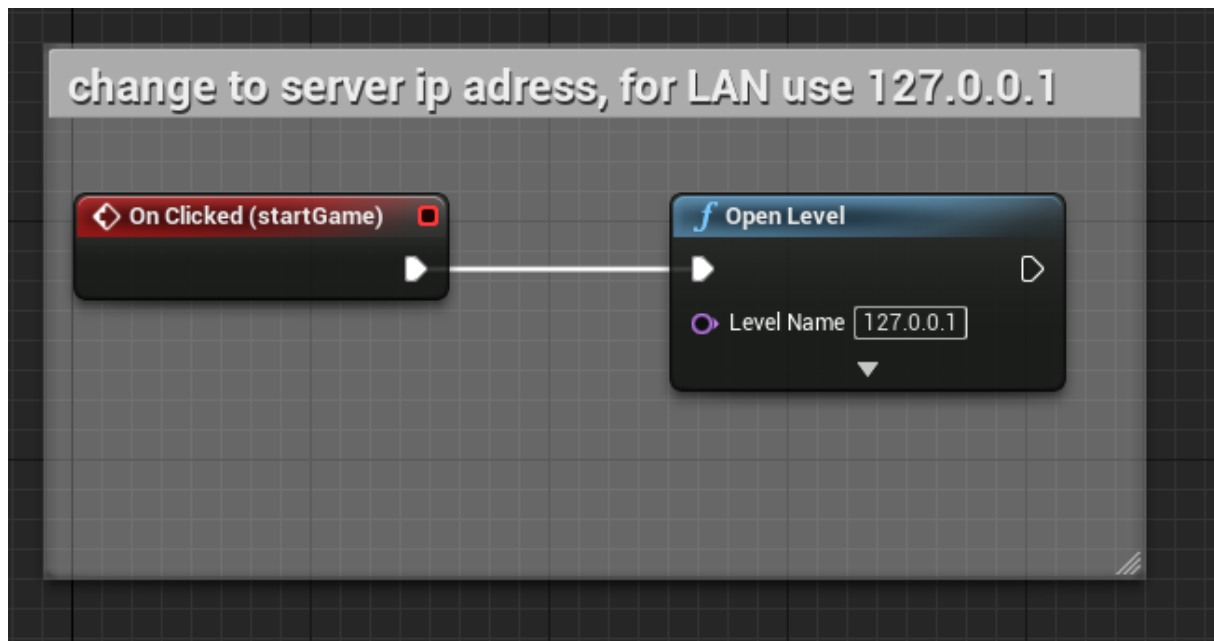 change to server ip adress, for LAN use 127.0.0.1
On Clicked (startGame)
f Open Level
Level Name 127.0.0.1